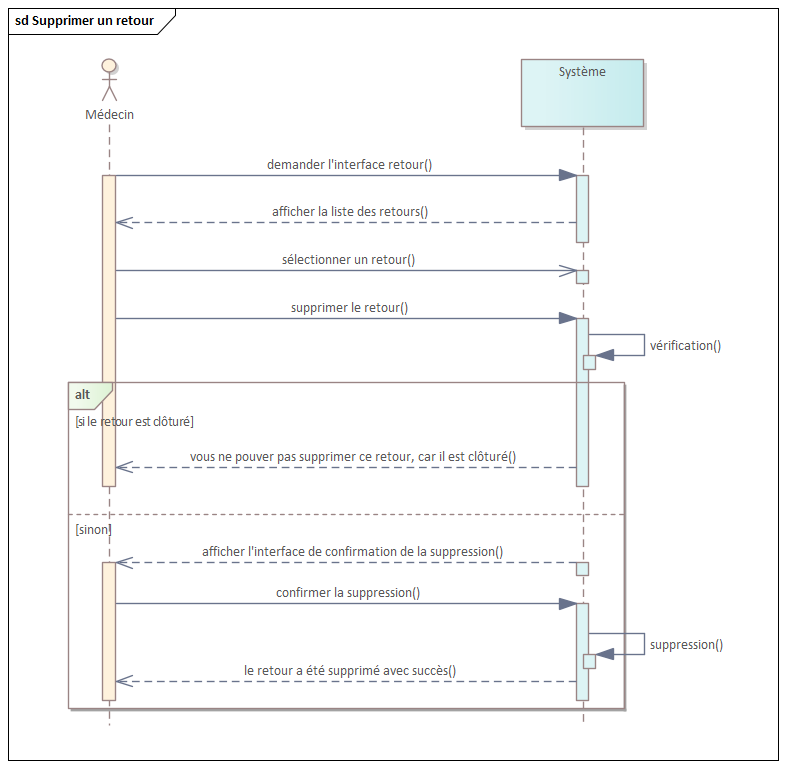 sd Supprimer un retour
Médecin
Système
demander l'interface retour()
afficher la liste des retours()
sélectionner un retour()
supprimer le retour()
vérification()
alt
[si le retour est clôturé]
vous ne pouver pas supprimer ce retour, car il est clôturé()
[sinon]
afficher l'interface de confirmation de la suppression()
confirmer la suppression()
suppression()
le retour a été supprimé avec succès()